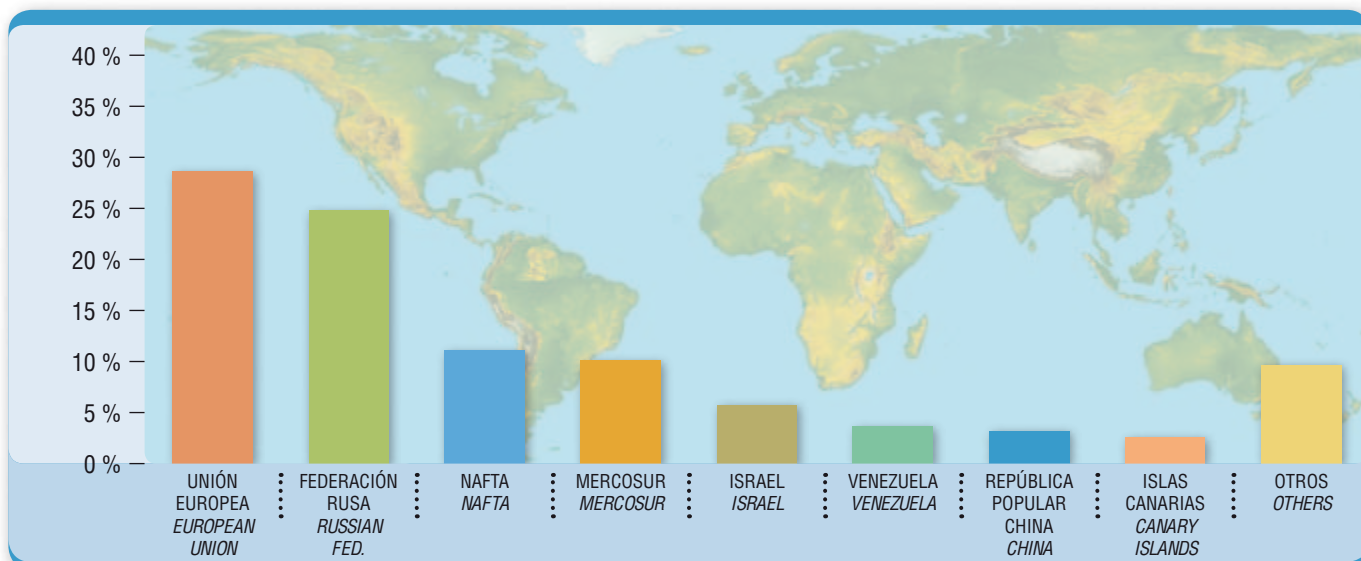 40 %
35 %
30 %
25 %
20 %
15 %
10 %
5 %
0 %
UNIÓN
EUROPEA
EUROPEAN
UNION
FEDERACIÓN
RUSA
RUSSIAN
FED.
NAFTA
NAFTA
MERCOSUR
MERCOSUR
ISRAEL
ISRAEL
VENEZUELA
VENEZUELA
REPÚBLICA
POPULAR
CHINA
CHINA
ISLAS
CANARIAS
CANARY
ISLANDS
OTROS
OTHERS